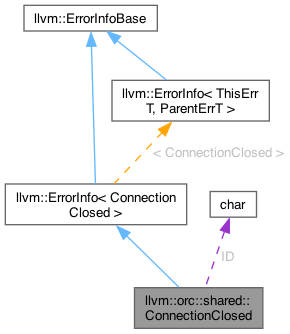 llvm::ErrorInfoBase
llvm::ErrorInfo< ThisErr
T, ParentErrT >
< ConnectionClosed >
llvm::ErrorInfo< Connection
Closed >
char
ID
llvm::orc::shared::
ConnectionClosed